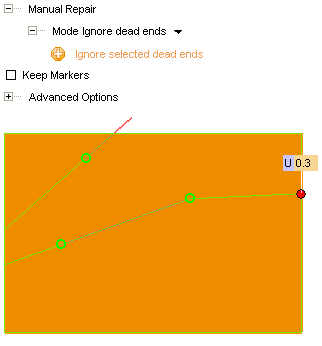 Manual Repair
Mode Ignore dead ends
Ignore selected dead ends
Keep Markers
Advanced Options
U 0.3